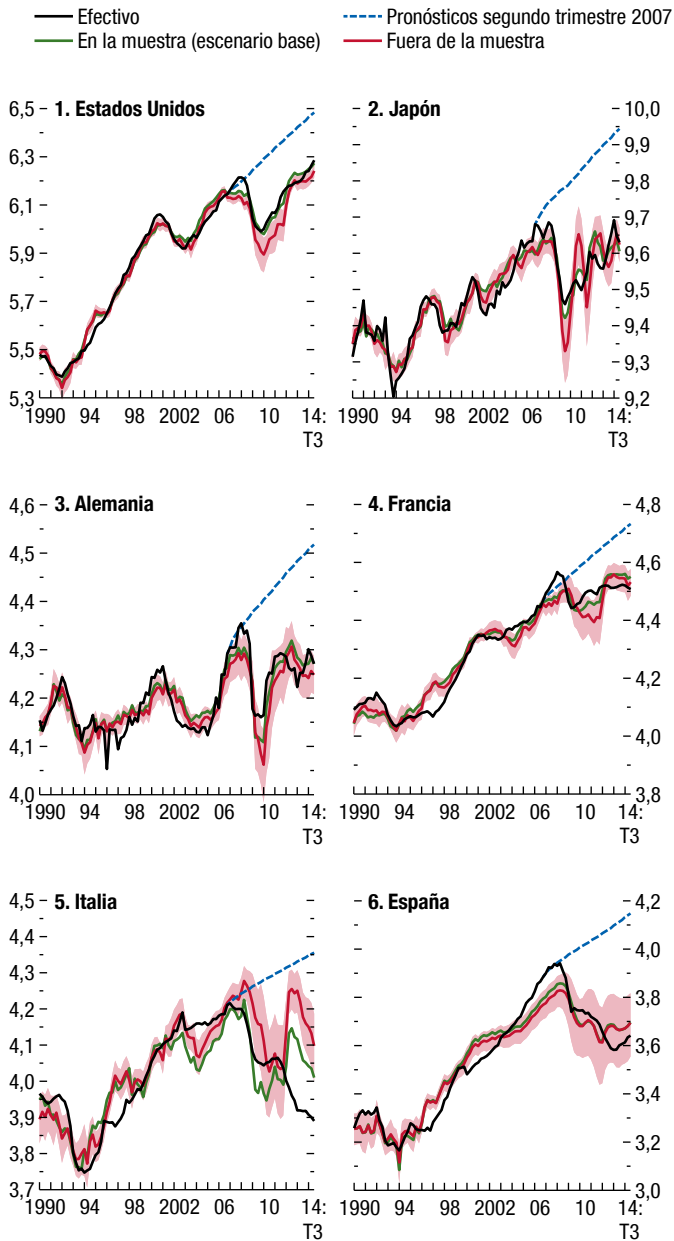 Efectivo
Pronósticos segundo trimestre 2007
En la muestra (escenario base)
Fuera de la muestra
1. Estados Unidos
6,5
6,3
6,1
5,9
5,7
5,5
5,3
1990 94 98 2002 06 10 14:
T3
2. Japón
10,0
9,9
9,8
9,7
9,6
9,5
9,4
9,3
9,2
1990 94 98 2002 06 10 14:
T3
3. Alemania
4,6
4,5
4,4
4,3
4,2
4,1
4,0
1990 94 98 2002 06 10 14:
T3
4. Francia
4,8
4,6
4,4
4,2
4,0
3,8
1990 94 98 2002 06 10 14:
T3
5. Italia
4,5
4,4
4,3
4,2
4,1
4,0
3,9
3,8
3,7
1990 94 98 2002 06 10 14:
T3
6. España
4,2
4,0
3,8
3,6
3,4
3,2
3,0
1990 94 98 2002 06 10 14:
T3